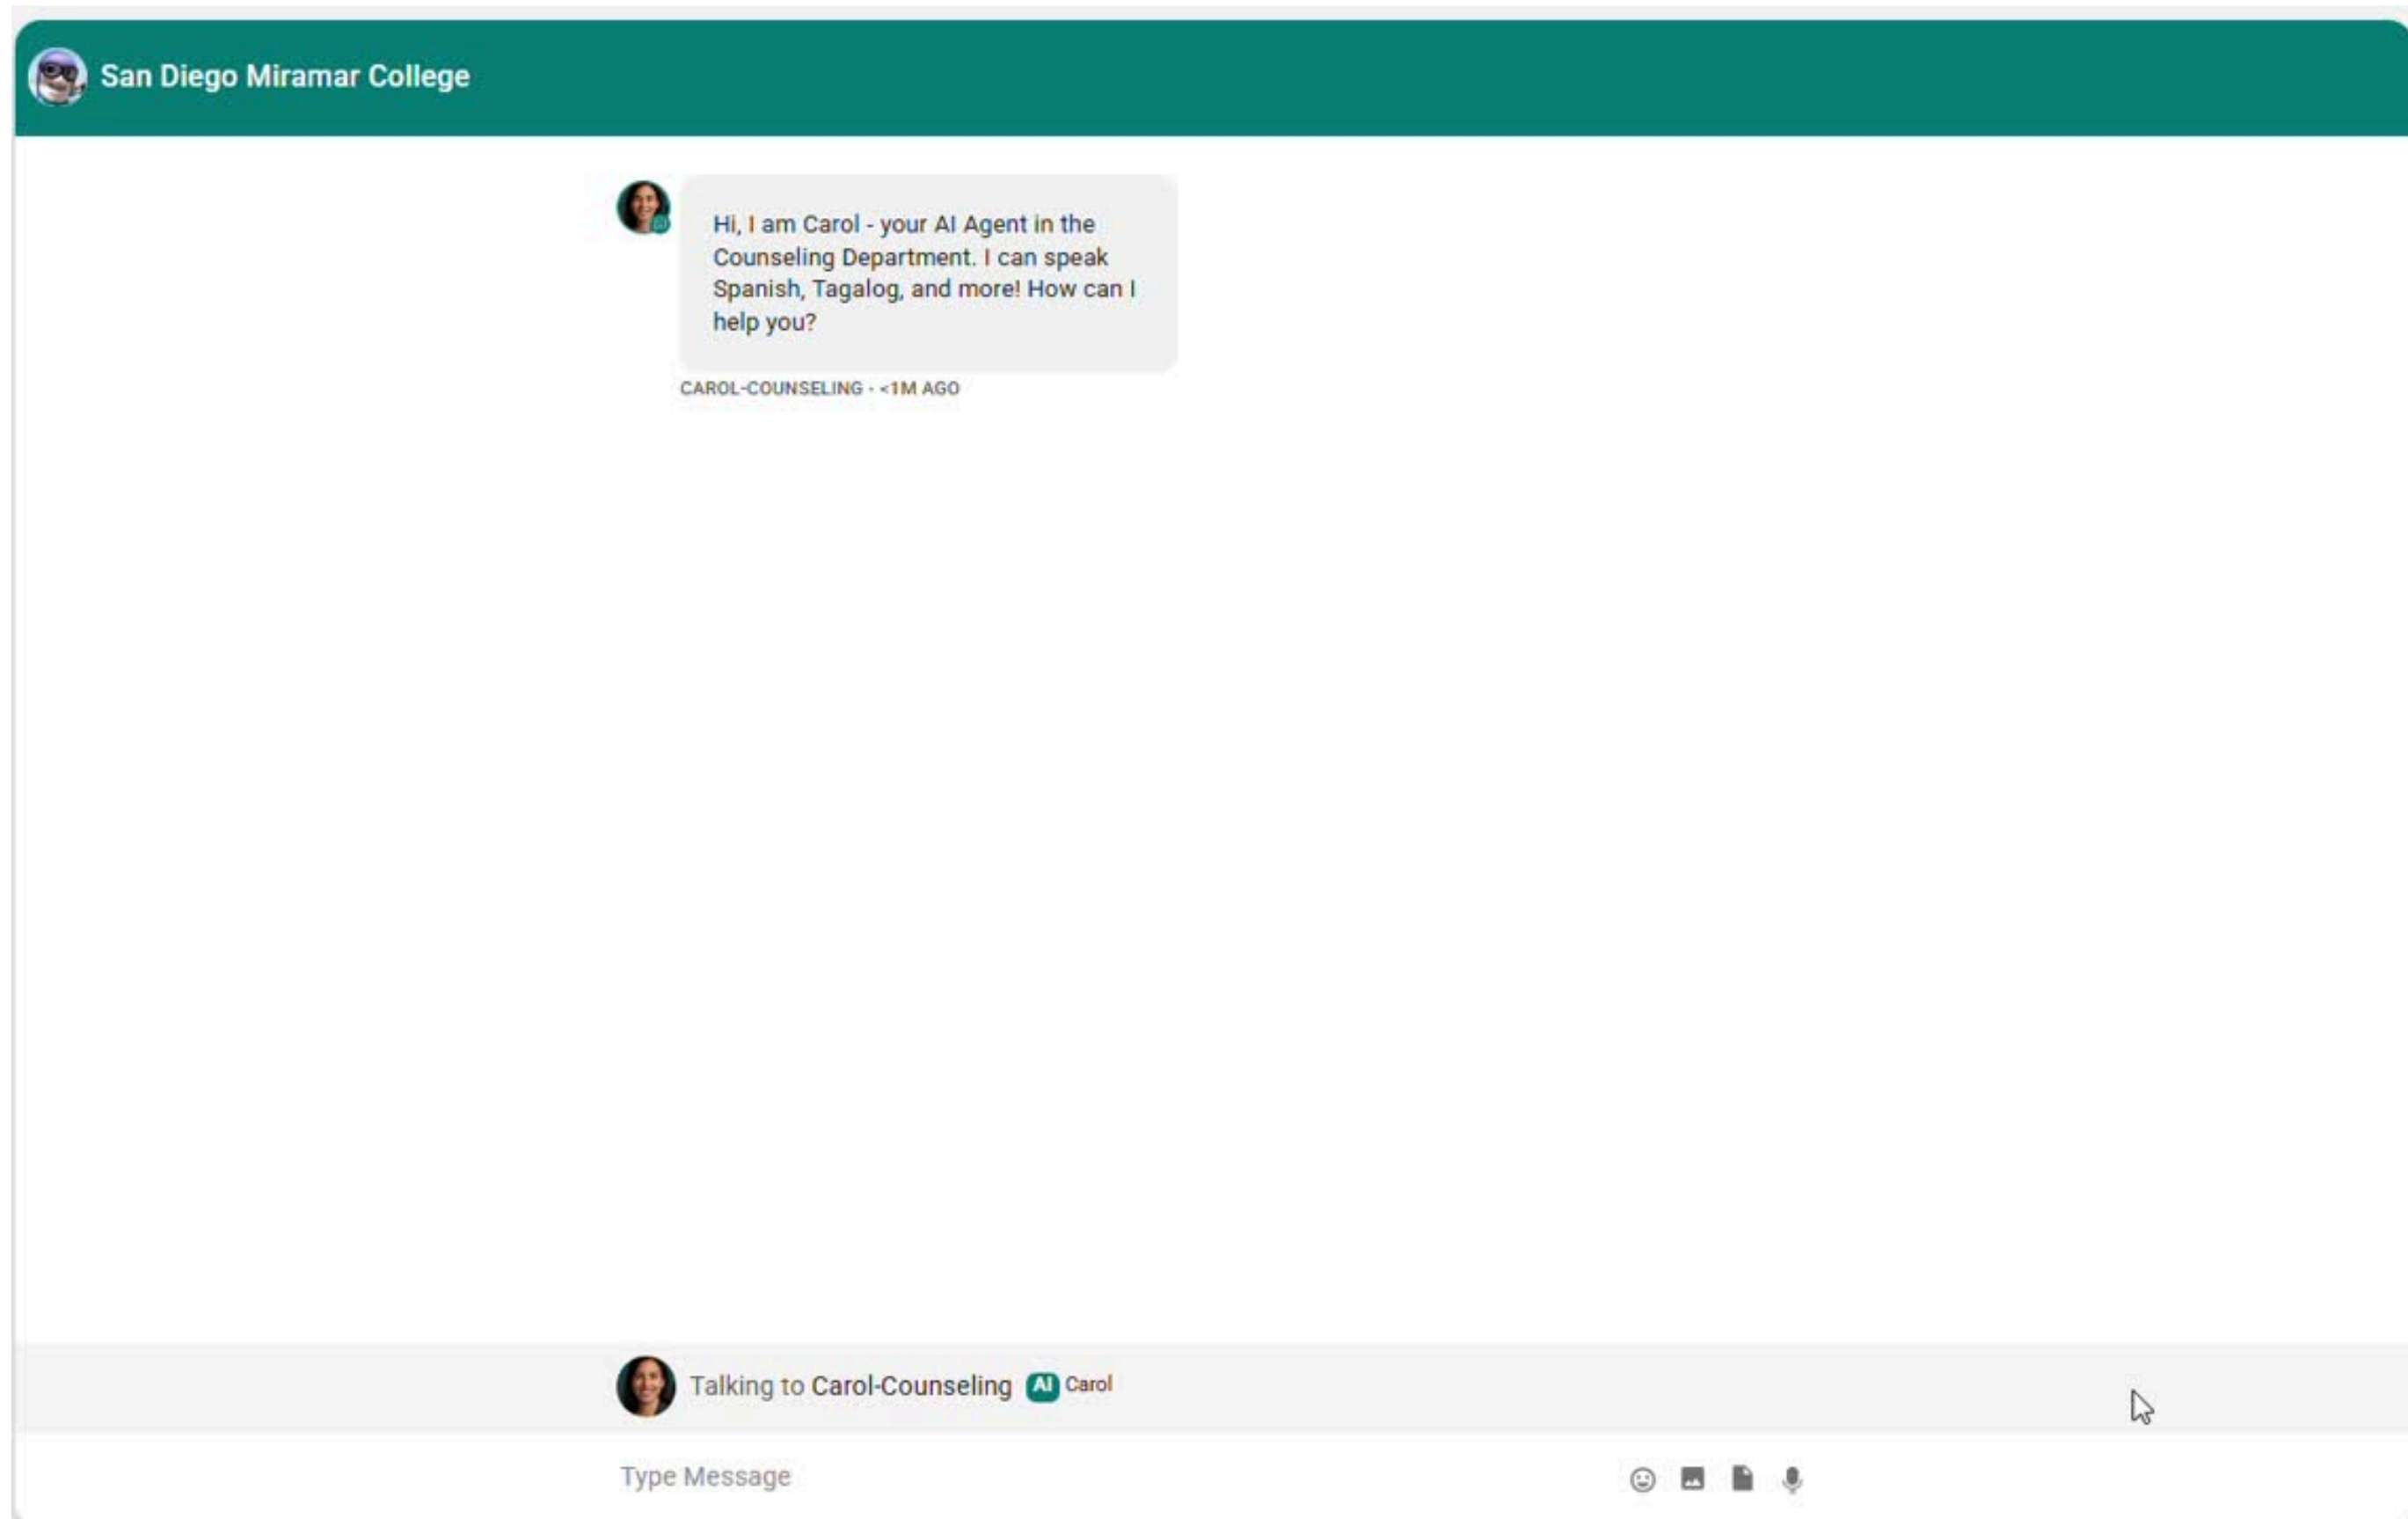 San Diego Miramar College
Hi, I am Carol - your AI Agent in the
Counseling Department. I can speak
Spanish, Tagalog, and more! How can I
help you?
CAROL-COUNSELING - <1M AGO
Talking to Carol-Counseling AI Carol
Type Message